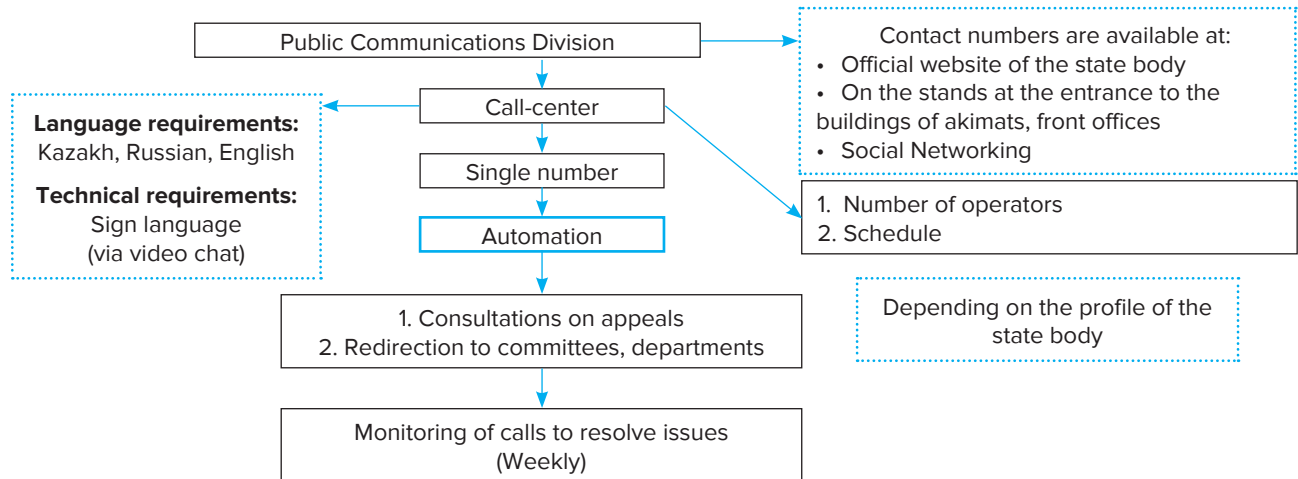 Public Communications Division
Contact numbers are available at:
• Official website of the state body
• On the stands at the entrance to the
buildings of akimats, front offices
• Social Networking
Call-center
Language requirements:
Kazakh, Russian, English
Technical requirements:
Sign language
(via video chat)
Single number
1. Number of operators
2. Schedule
Automation
Depending on the profile of the
state body
1. Consultations on appeals
2. Redirection to committees, departments
Monitoring of calls to resolve issues
(Weekly)